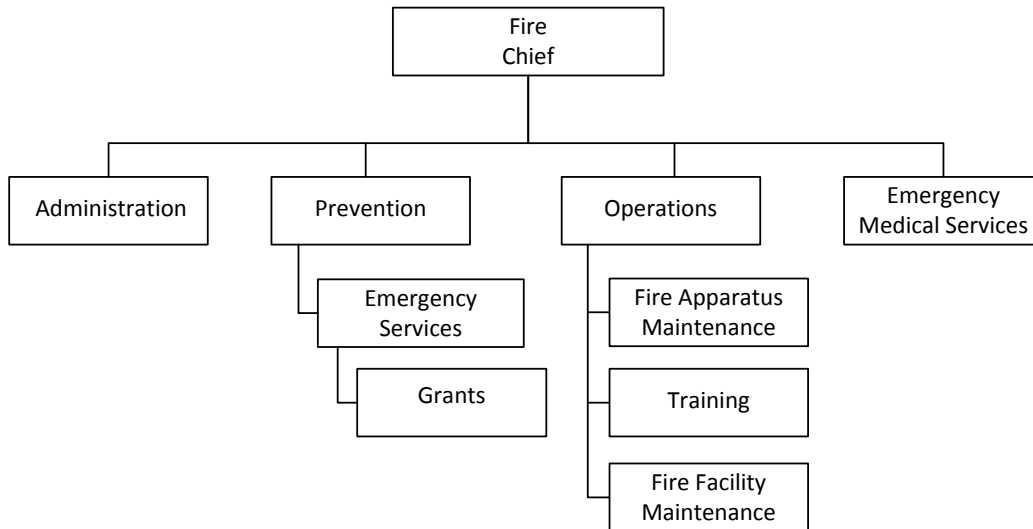 Fire
Chief
Administration
Prevention
Operations
Emergency
Medical Services
Emergency
Services
Grants
Fire Apparatus
Maintenance
Training
Fire Facility
Maintenance